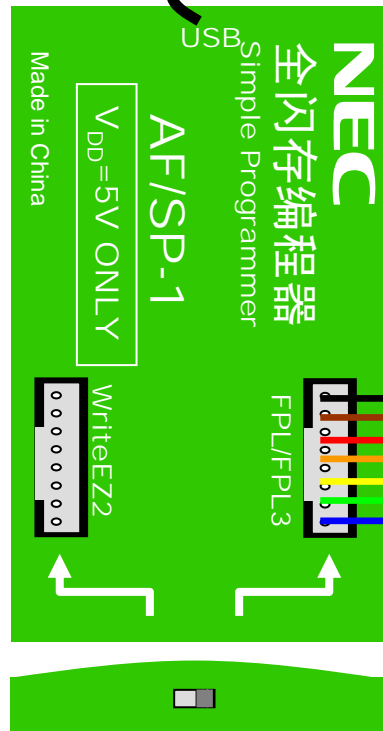 USB
NEC
全闪存编程器
Simple Programmer
AF/SP-1
V_DD=5V ONLY
Made in China
WriteEZ2
FPL/FPL3